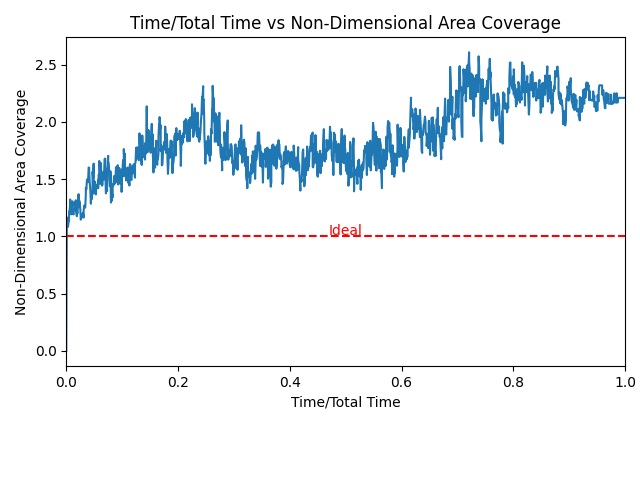 Time/Total Time vs Non-Dimensional Area Coverage
Non-Dimensional Area Coverage
2.5
2.0
1.5
1.0
0.5
0.0
Ideal
0.0 0.2 0.4 0.6 0.8 1.0
Time/Total Time